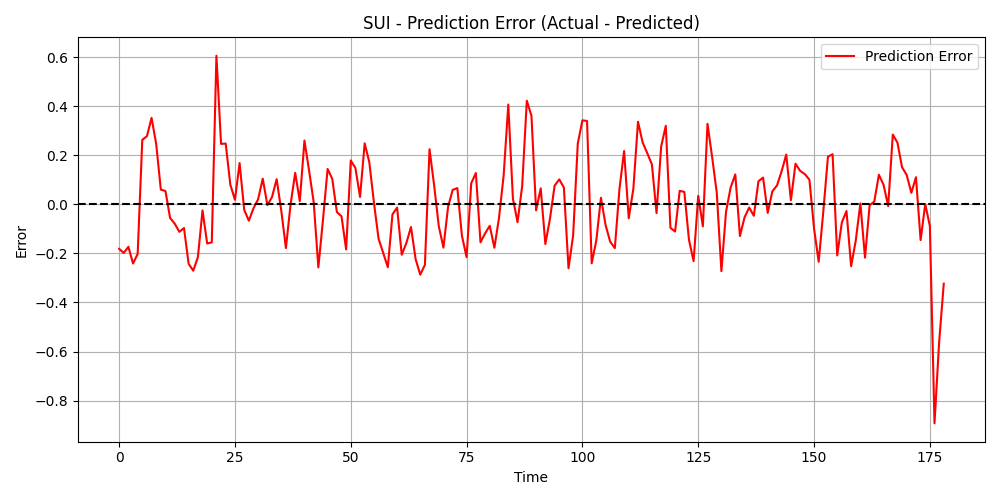 SUI - Prediction Error (Actual - Predicted)
Prediction Error
0.6
0.4
0.2
0.0
−0.2
−0.4
−0.6
−0.8
Error
0 25 50 75 100 125 150 175
Time